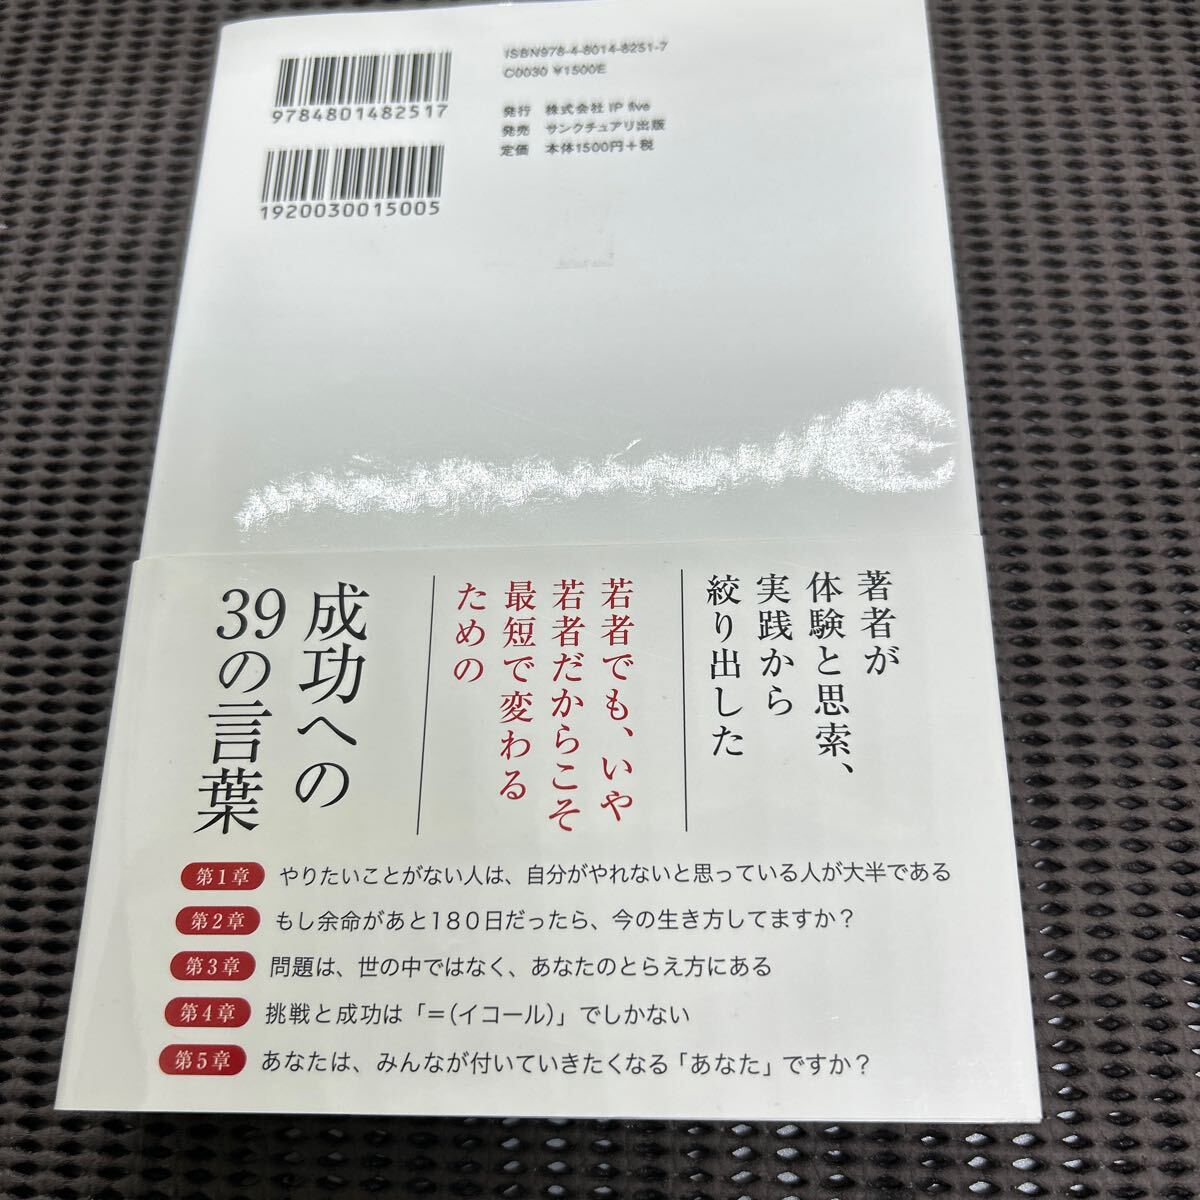 ISBN978-4-8014-8251-7
C0030 ¥1500E
9784801482517
発行 株式会社 IP five
発売 サンクチュアリ出版
定価 本体1500円+税
1920030015005
著者が
体験と思索、
実践から
絞り出した
若者でも、いや
若者だからこそ
最短で変わる
ための
成功への
39の言葉
第1章 やりたいことがない人は、自分がやれないと思っている人が大半である
第2章 もし余命があと180日だったら、今の生き方してますか?
第3章 問題は、世の中ではなく、あなたのとらえ方にある
第4章 挑戦と成功は「=(イコール)」でしかない
第5章 あなたは、みんなが付いていきたくなる「あなた」ですか?